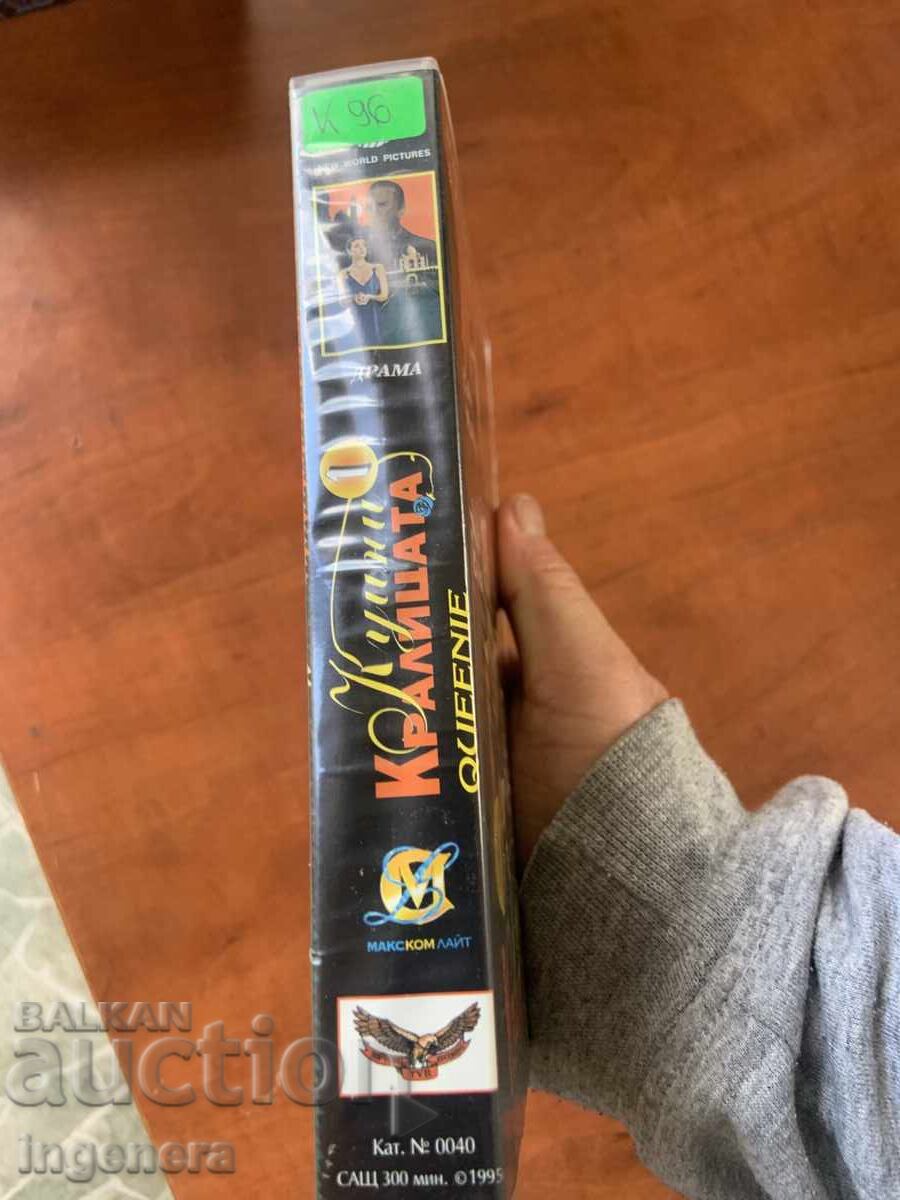 K 96
WORLD PICTURES
ДРАМА
1
Куини
КРАЛИЦАТА
QUEENIE
M
МАКСКОМ ЛАЙТ
TVR
Кат. № 0040
САЩ 300 мин. ©1995
BALKAN
auction
ingenera